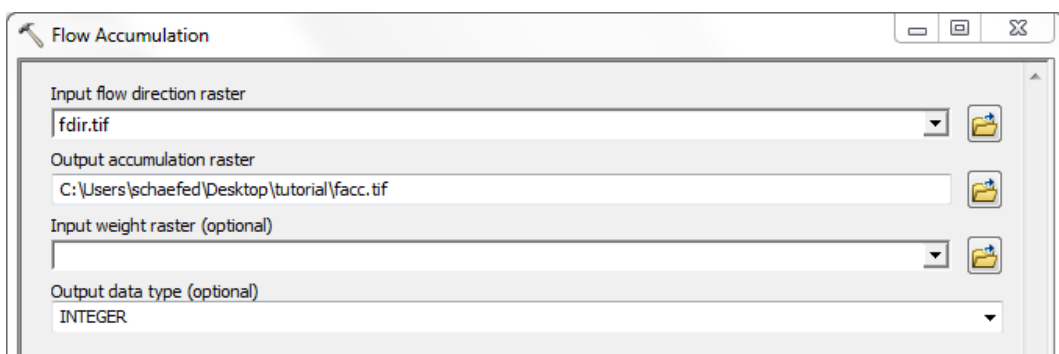 Flow Accumulation
Input flow direction raster
fdir.tif
Output accumulation raster
C:\Users\schaefed\Desktop\tutorial\facc.tif
Input weight raster (optional)
Output data type (optional)
INTEGER